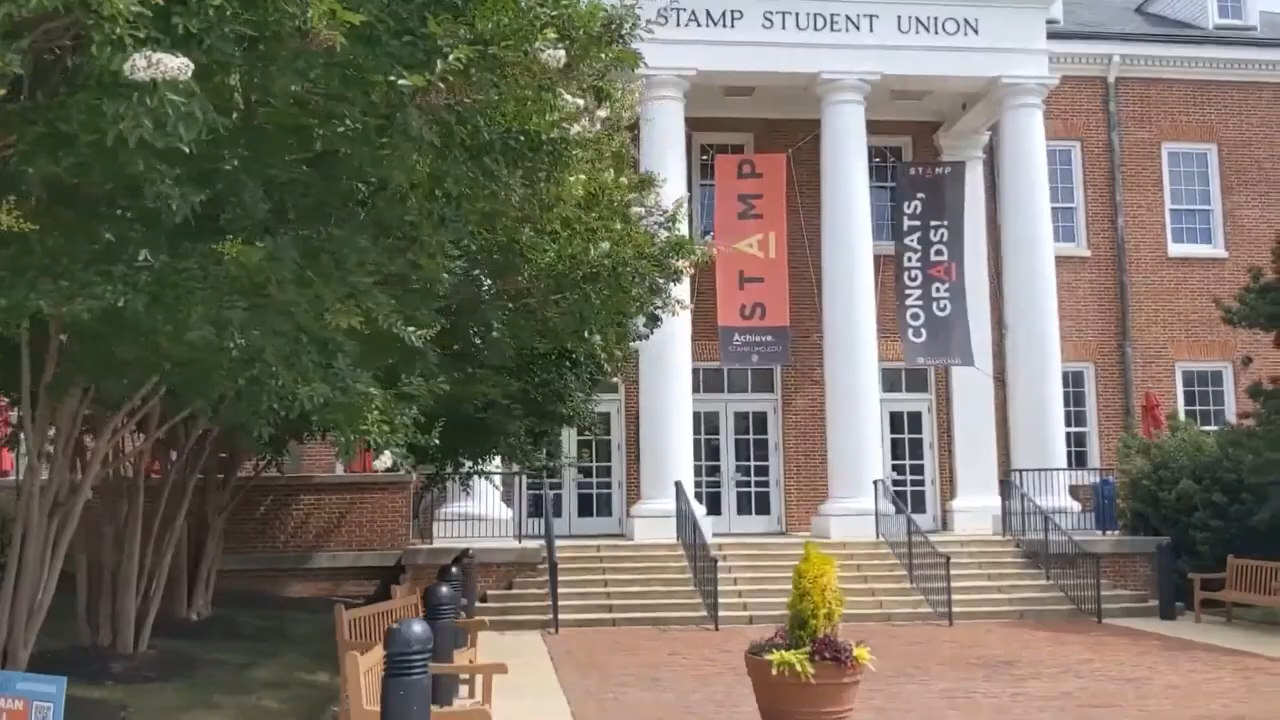 STAMP STUDENT UNION
STAMP
Achieve.
STAMP.UMD.EDU
STAMP
CONGRATS,
GRADS!
MAN